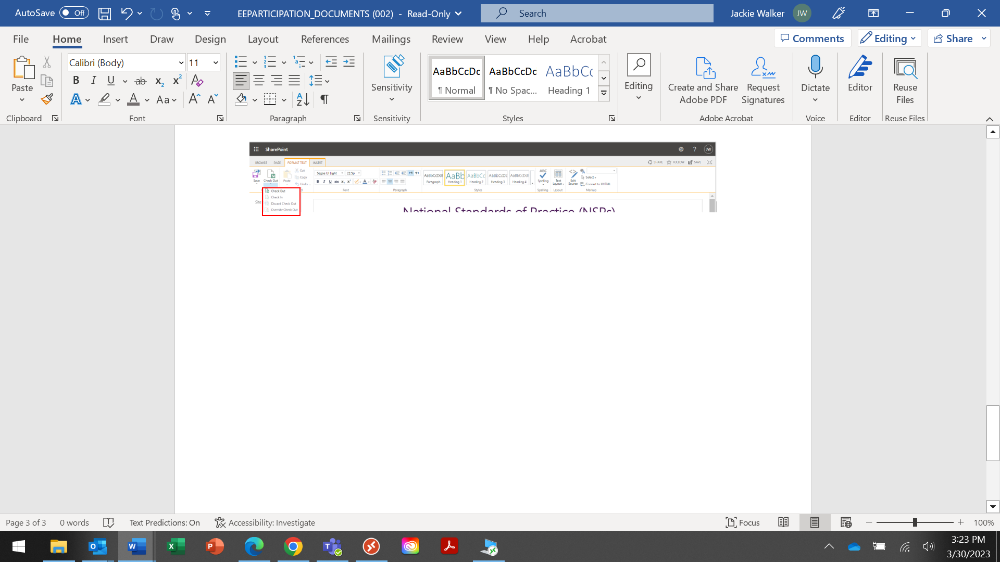 AutoSave Off EEPARTICIPATION_DOCUMENTS (002) - Read-Only Search Jackie Walker JW
File Home Insert Draw Design Layout References Mailings Review View Help Acrobat Comments Editing Share
Calibri (Body) 11
AaBbCcDc AaBbCcDc AaBbCc
Paste B I U ab x2 x2 Sensitivity ¶ Normal ¶ No Spac... Heading 1 Editing Create and Share Adobe PDF Request Signatures Dictate Editor Reuse Files
A A Aa A A
Clipboard Font Paragraph Sensitivity Styles Adobe Acrobat Voice Editor Reuse Files
SharePoint ? JW
BROWSE PAGE FORMAT TEXT INSERT SHARE FOLLOW SAVE
Save Check Out Paste Cut Copy Undo Segoe UI Light 22.5pt
B I U abc x2 x2 A
AaBbCcDdI AaBb AaBbCc AaBbCcDc AaBbCcDdI
Paragraph Heading 1 Heading 2 Heading 3 Heading 4 ABC Spelling Text Layout Edit Source Select Convert to XHTML
Font Paragraph Styles Spelling Layout Markup
Check Out
Check In
Site Discard Check Out
Override Check Out
National Standards of Practice (NSPs)
Page 3 of 3 0 words Text Predictions: On Accessibility: Investigate Focus 100%
3:23 PM
3/30/2023